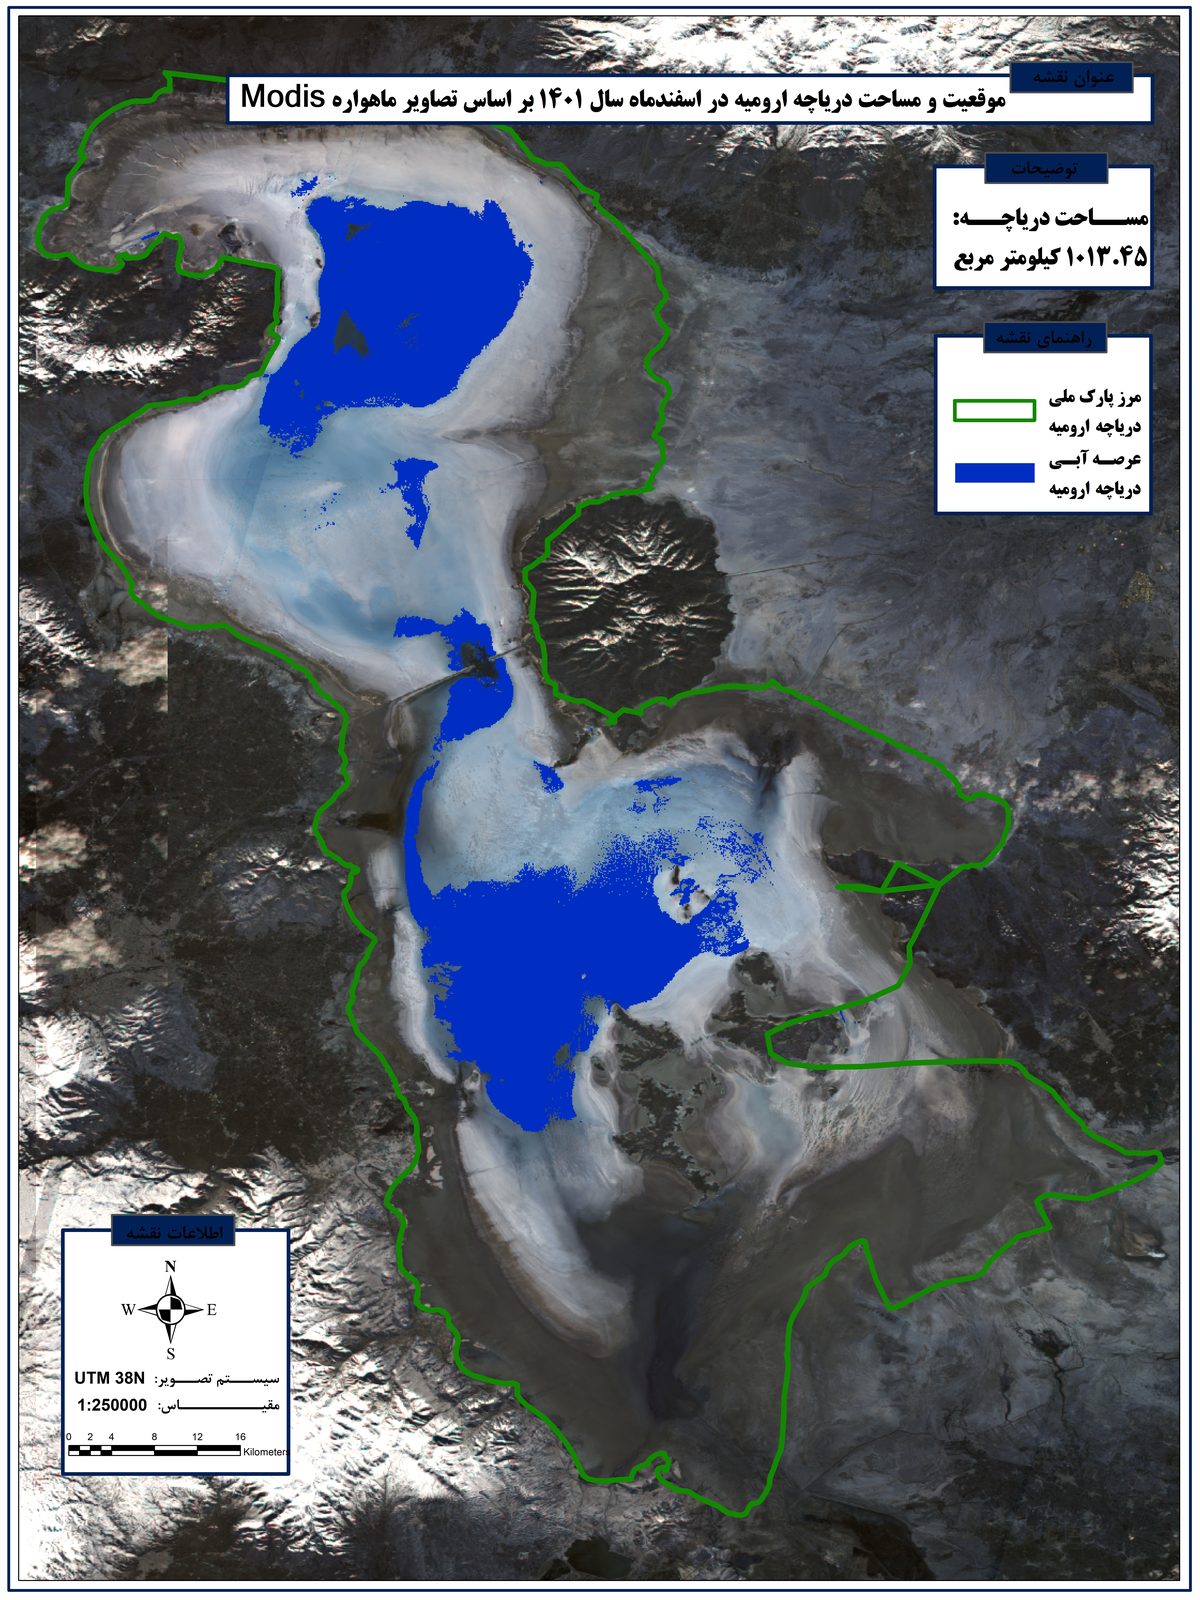 عنوان نقشه
موقعیت و مساحت دریاچه ارومیه در اسفندماه سال ۱۴۰۱ بر اساس تصاویر ماهواره Modis
توضیحات
مساحت دریاچه:
۱۰۱۳.۴۵ کیلومتر مربع
راهنمای نقشه
مرز پارک ملی
دریاچه ارومیه
عرصه آبی
دریاچه ارومیه
اطلاعات نقشه
N
W E
S
سیستم تصویر: UTM 38N
مقیاس: 1:250000
0 2 4 8 12 16
Kilometers